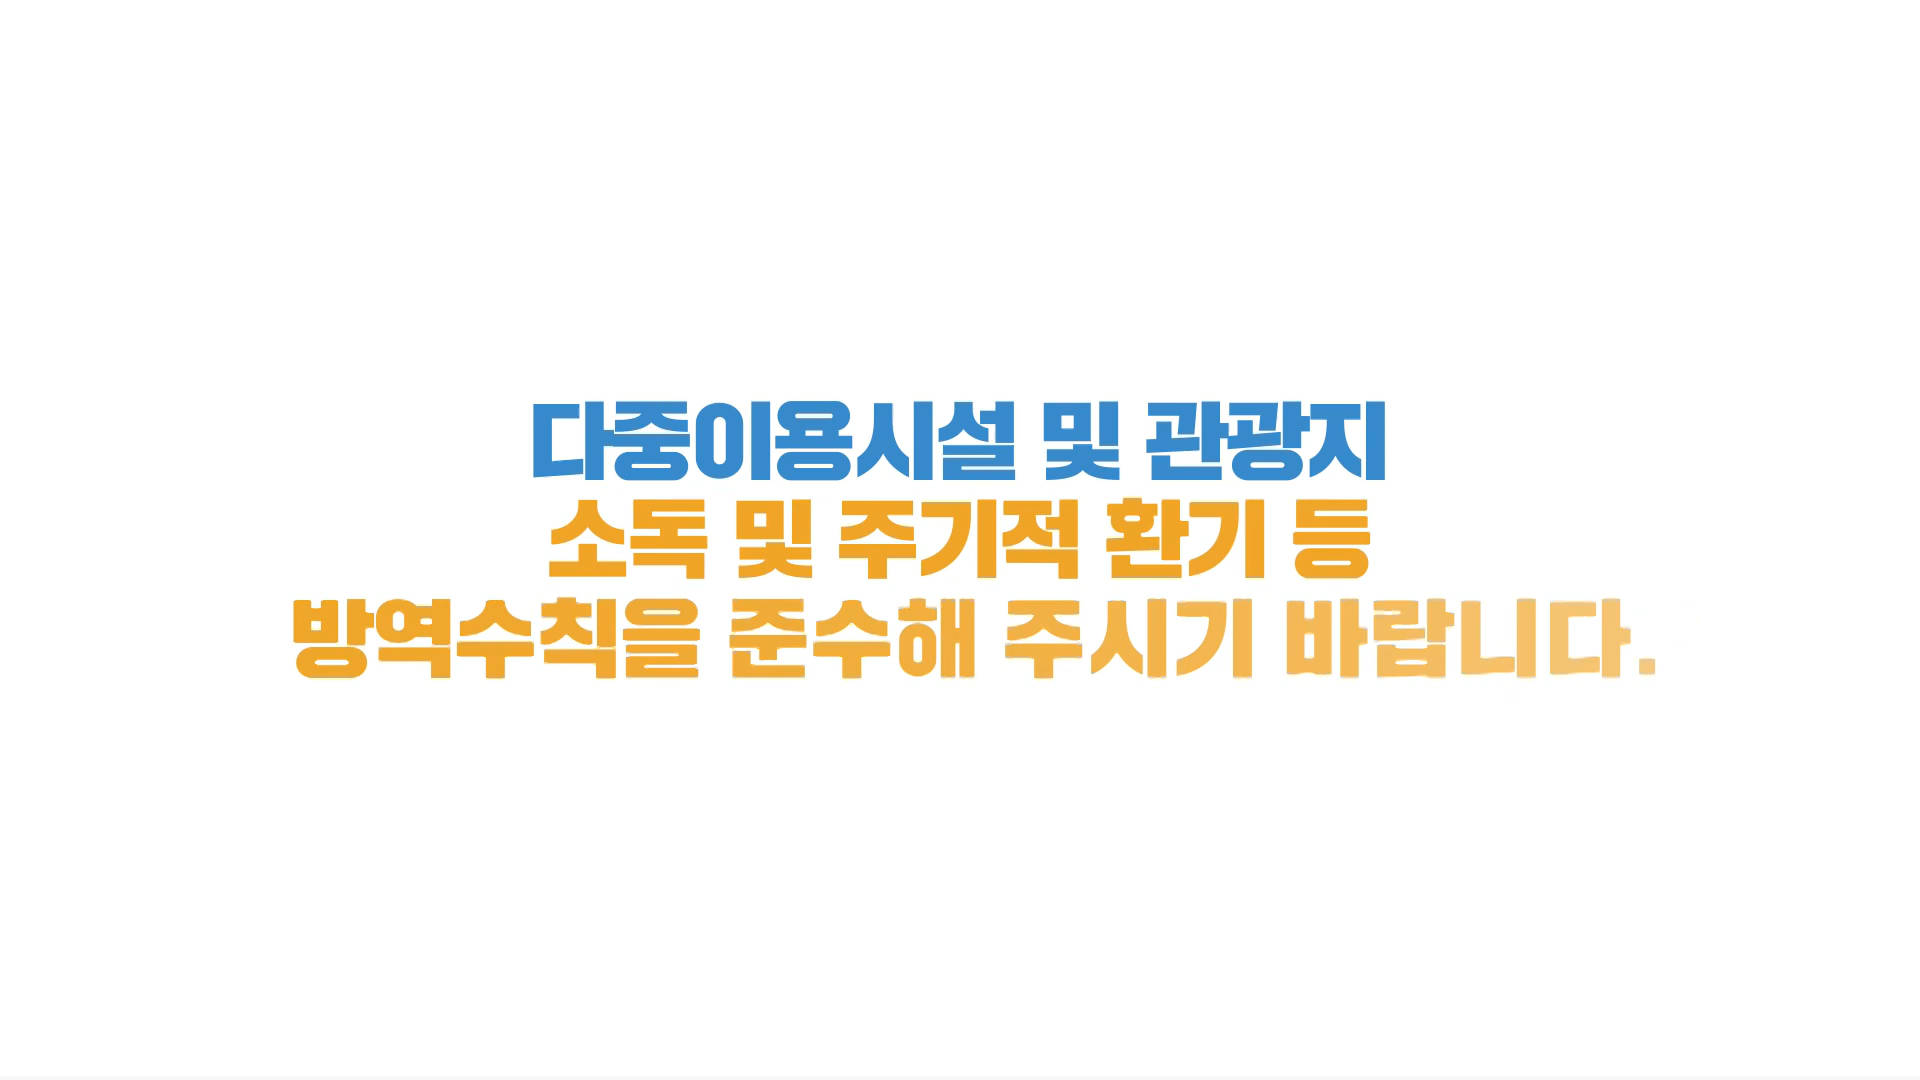 다중이용시설 및 관광지
소독 및 주기적 환기 등
방역수칙을 준수해 주시기 바랍니다.